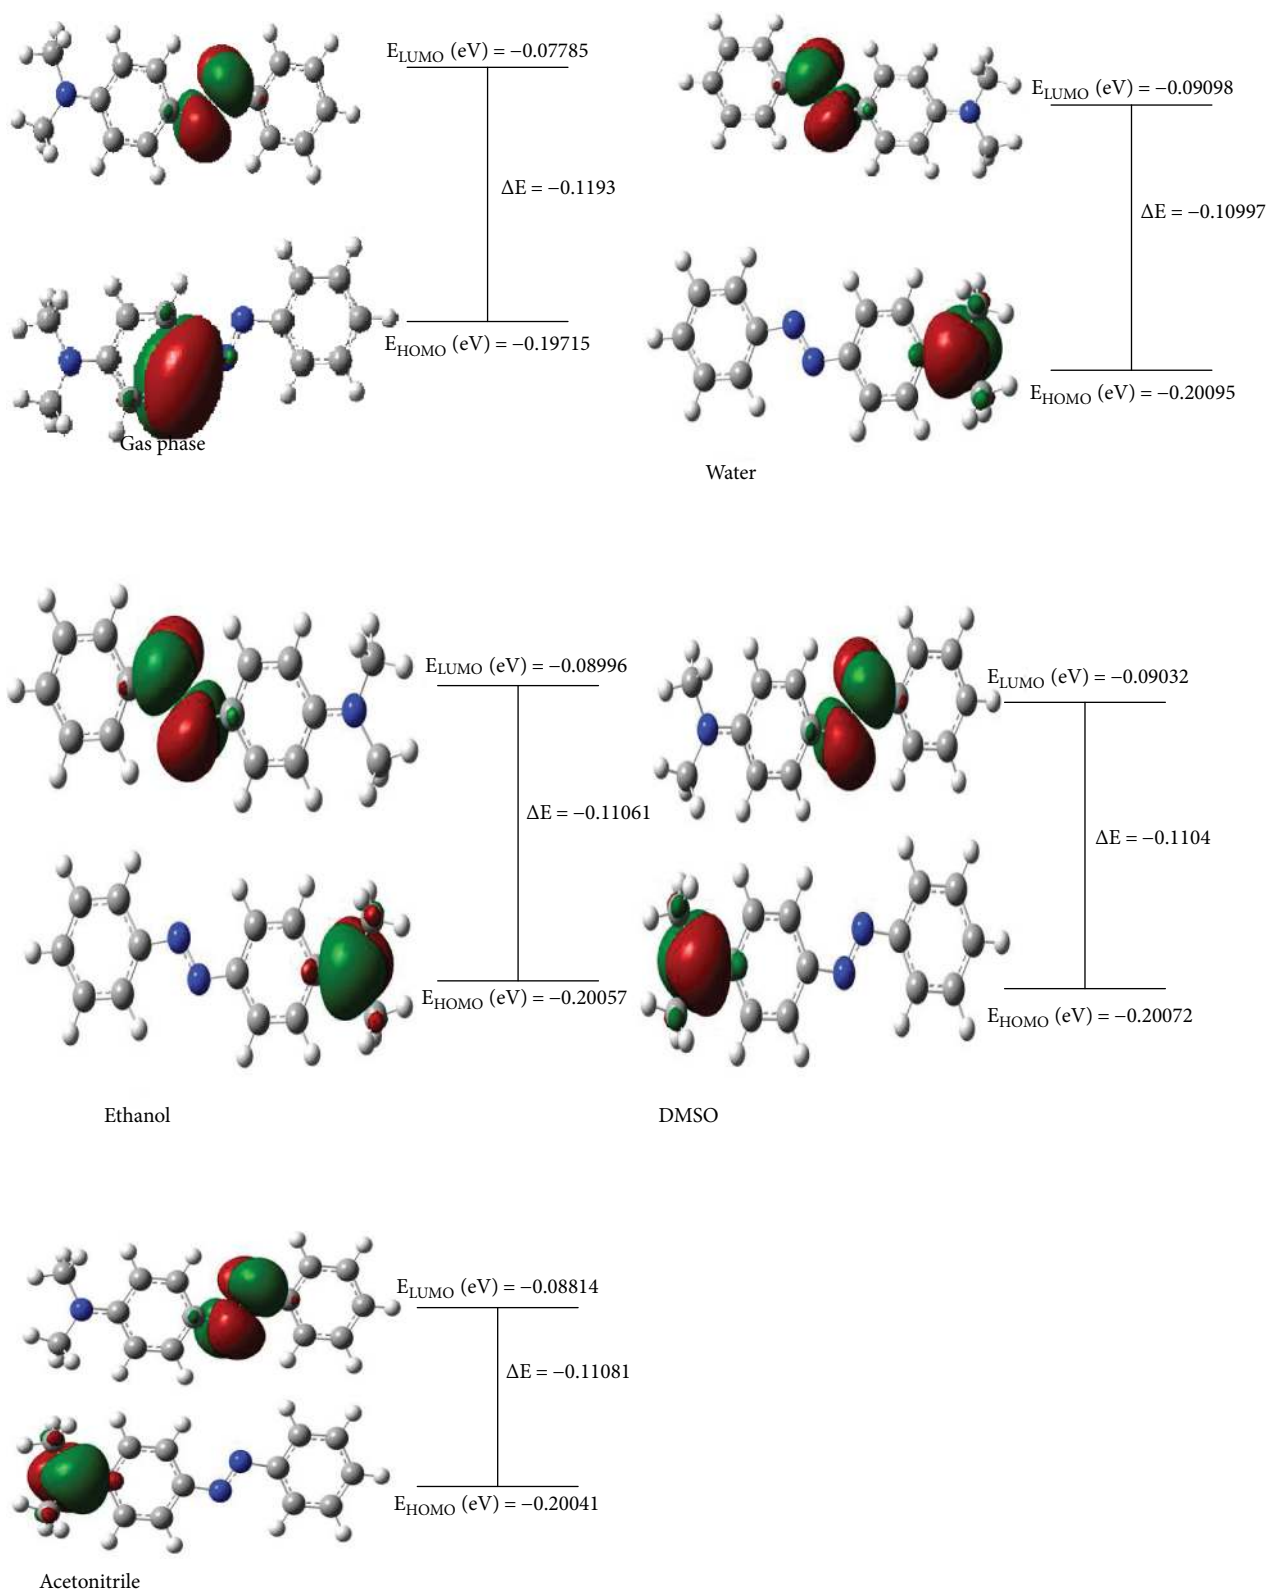 E_LUMO (eV) = −0.07785
ΔE = −0.1193
E_HOMO (eV) = −0.19715
Gas phase
E_LUMO (eV) = −0.09098
ΔE = −0.10997
E_HOMO (eV) = −0.20095
Water
E_LUMO (eV) = −0.08996
ΔE = −0.11061
E_HOMO (eV) = −0.20057
Ethanol
E_LUMO (eV) = −0.09032
ΔE = −0.1104
E_HOMO (eV) = −0.20072
DMSO
E_LUMO (eV) = −0.08814
ΔE = −0.11081
E_HOMO (eV) = −0.20041
Acetonitrile